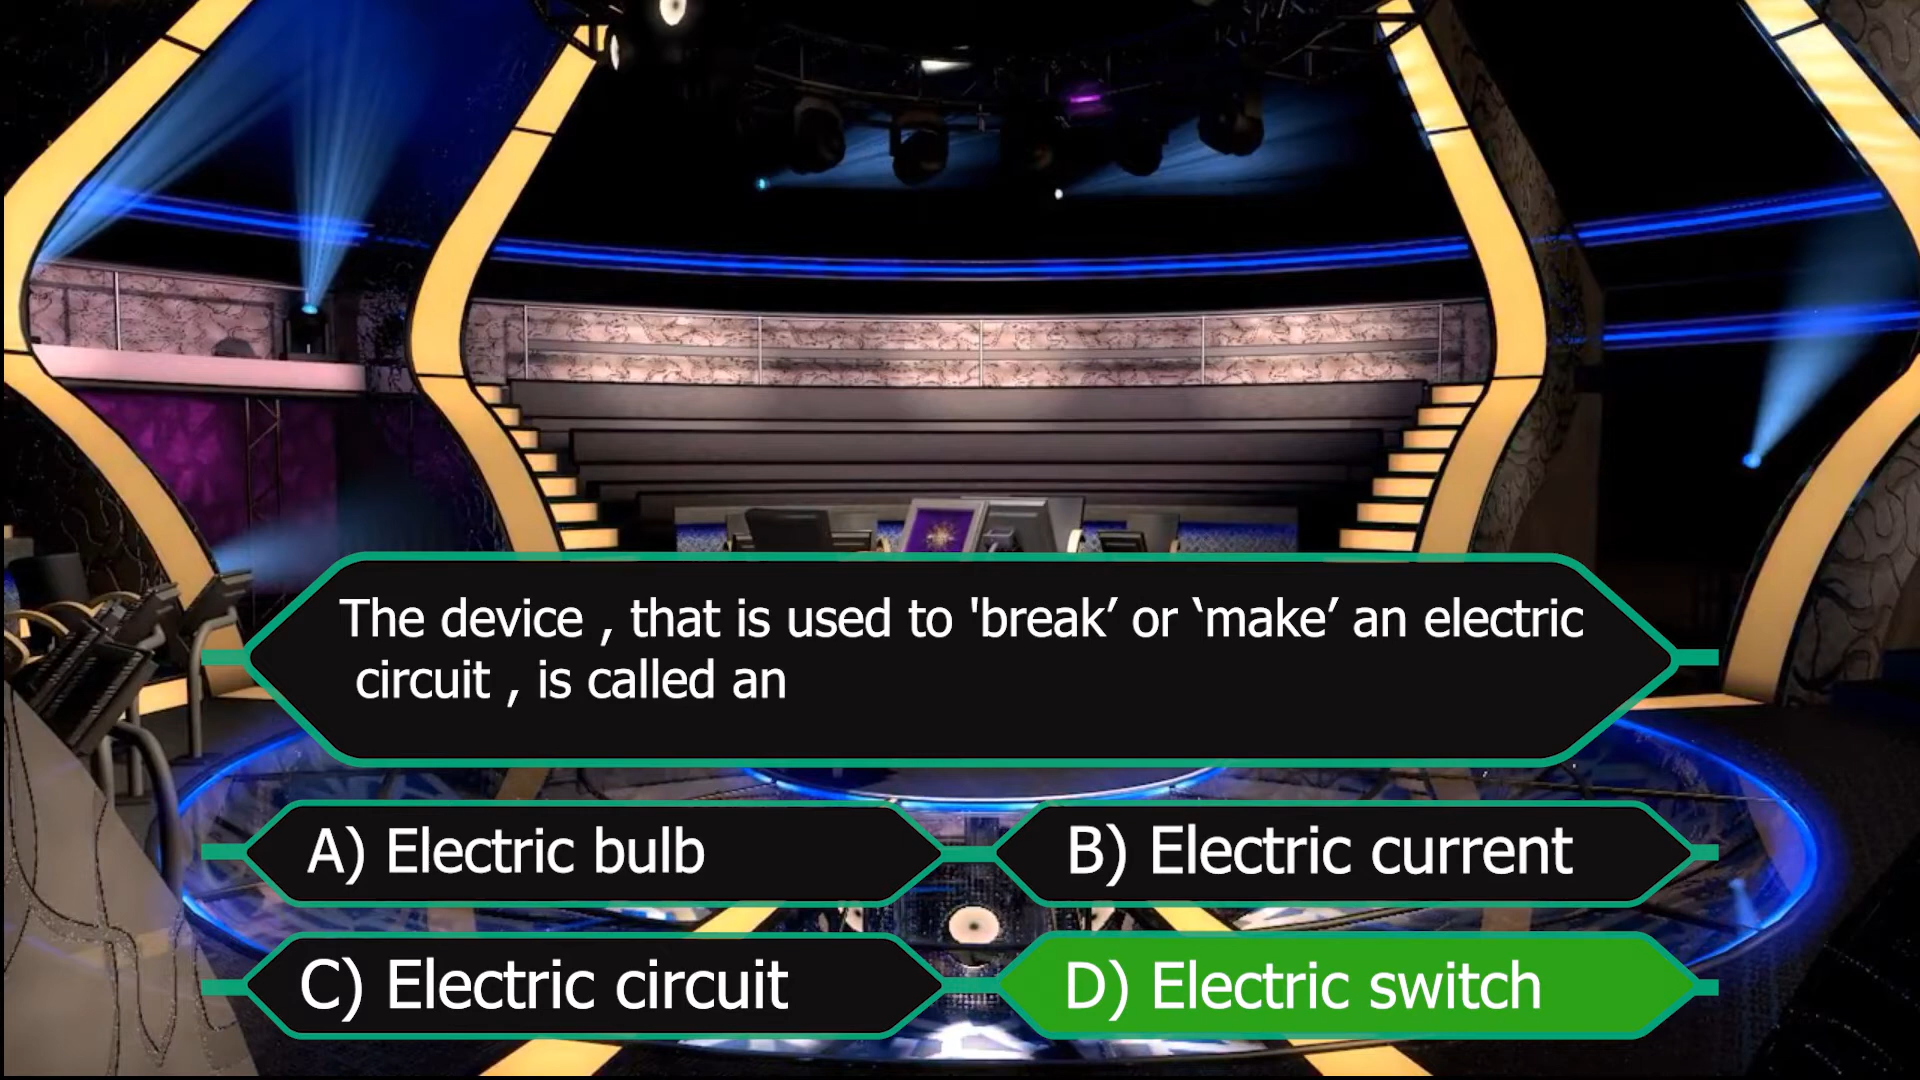 The device , that is used to 'break’ or ‘make’ an electric
circuit , is called an
A) Electric bulb
B) Electric current
C) Electric circuit
D) Electric switch